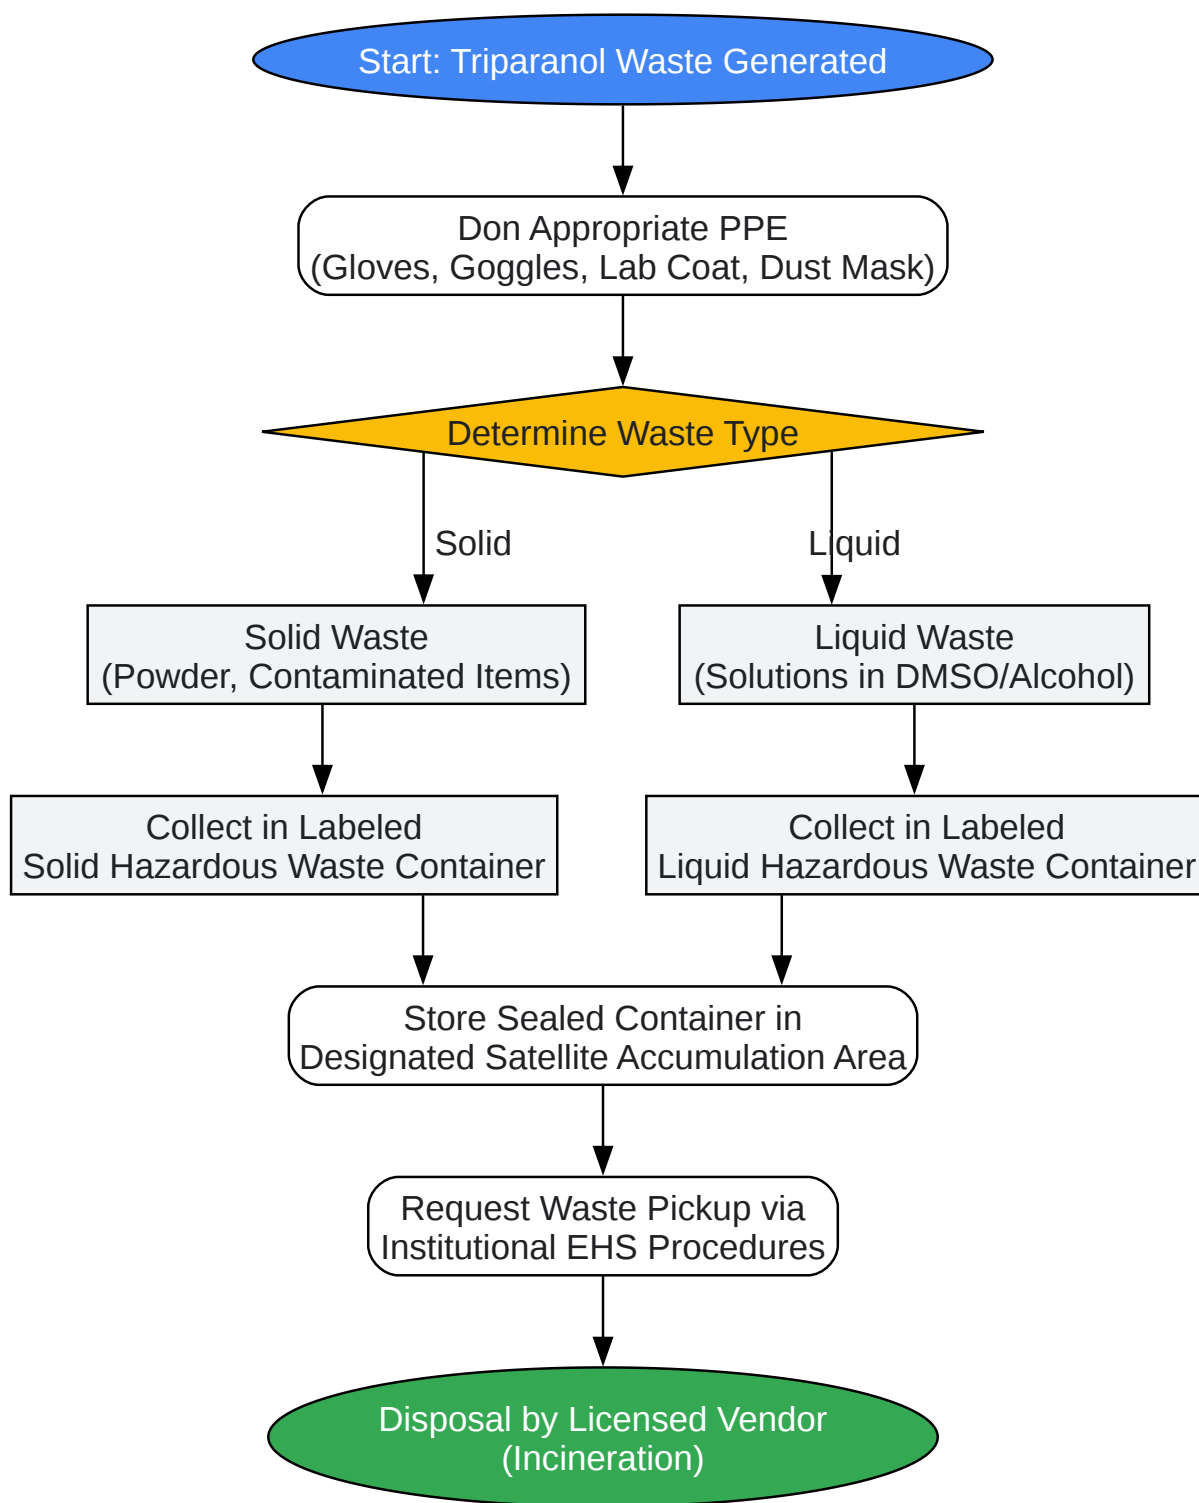 Start: Triparanol Waste Generated
Don Appropriate PPE
(Gloves, Goggles, Lab Coat, Dust Mask)
Determine Waste Type
Solid
Liquid
Solid Waste
(Powder, Contaminated Items)
Liquid Waste
(Solutions in DMSO/Alcohol)
Collect in Labeled
Solid Hazardous Waste Container
Collect in Labeled
Liquid Hazardous Waste Container
Store Sealed Container in
Designated Satellite Accumulation Area
Request Waste Pickup via
Institutional EHS Procedures
Disposal by Licensed Vendor
(Incineration)